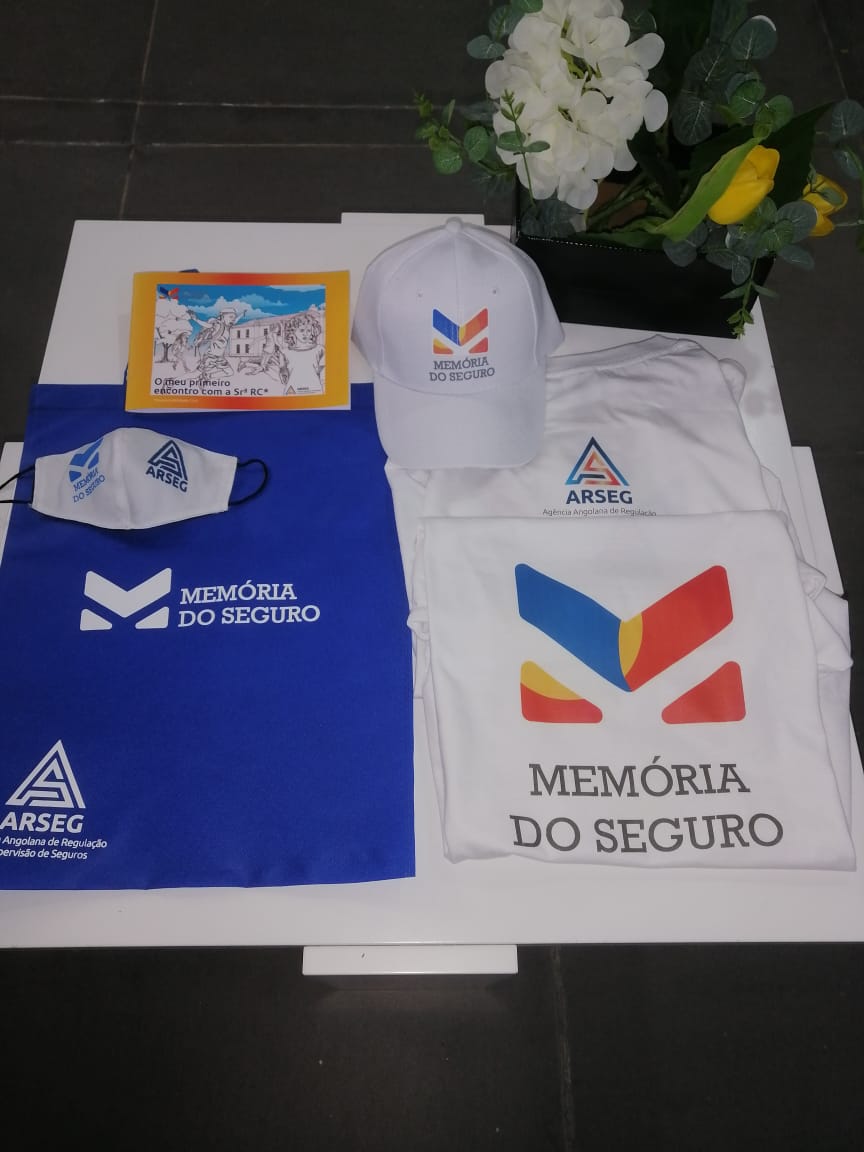 O meu primeiro
encontro com a Srª RC*
ARSEG
MEMÓRIA
DO SEGURO
MEMÓRIA
DO SEGURO
ARSEG
ARSEG
Agência Angolana de Regulação
MEMÓRIA
DO SEGURO
MEMÓRIA
DO SEGURO
ARSEG
Angolana de Regulação
pervisão de Seguros